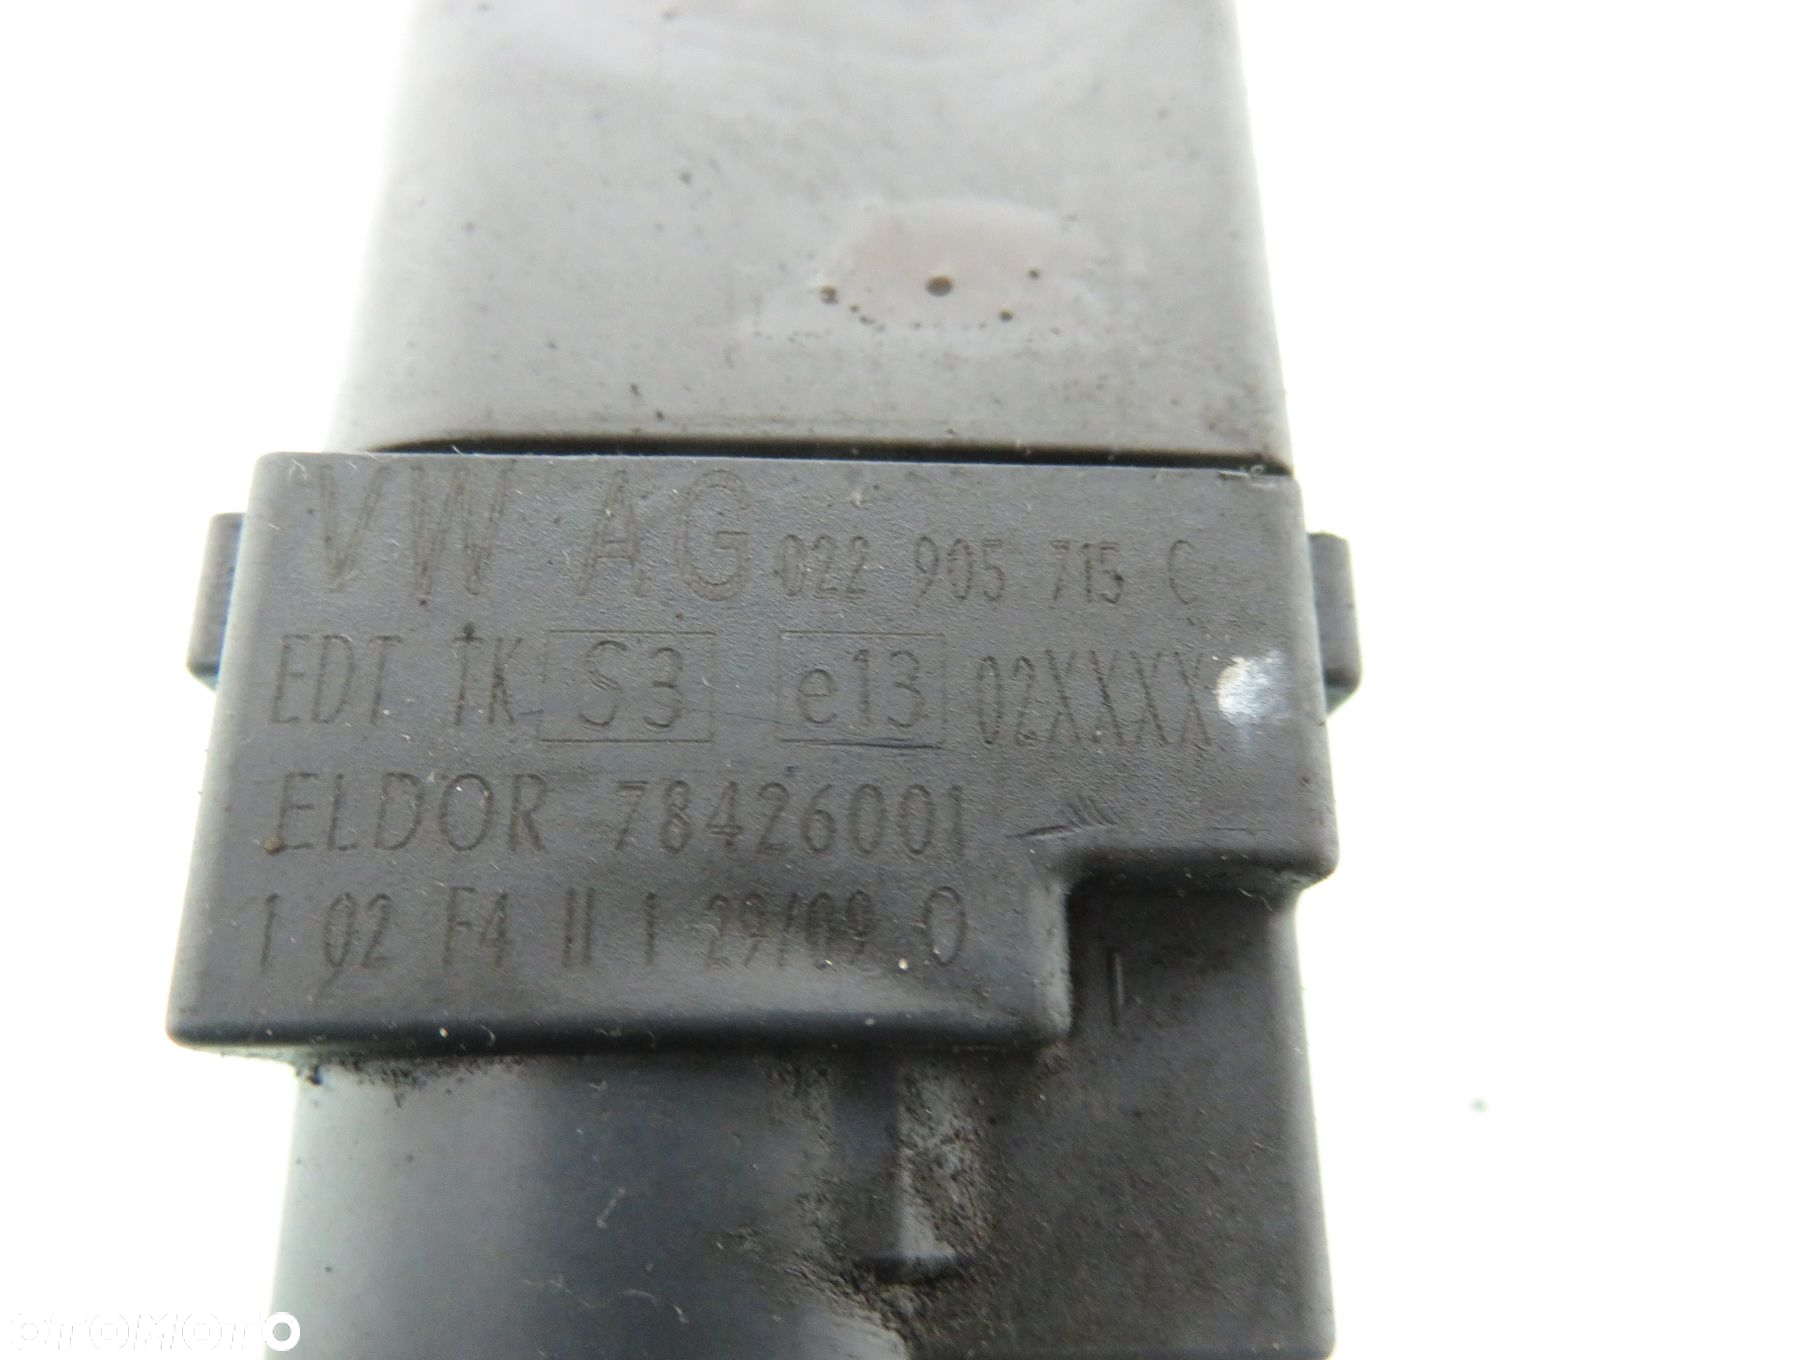 VW AG 022 905 715 C
EDT TK S3 e13 02XXXX
ELDOR 78426001
1 02 F4 II 1 29/09 O
OTOMOTO